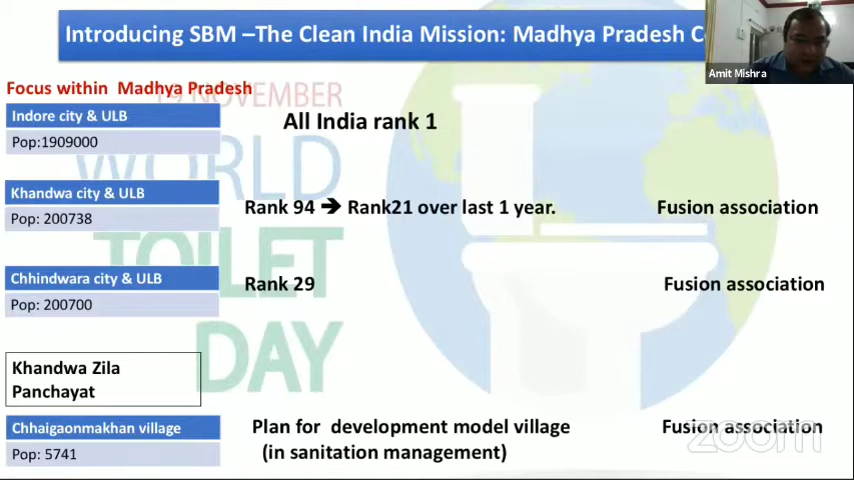 Introducing SBM –The Clean India Mission: Madhya Pradesh C
Amit Mishra
Focus within Madhya Pradesh
19 NOVEMBER
WORLD
TOILET
DAY
Indore city & ULB
Pop:1909000
All India rank 1
Khandwa city & ULB
Pop: 200738
Rank 94 ➔ Rank21 over last 1 year.
Fusion association
Chhindwara city & ULB
Pop: 200700
Rank 29
Fusion association
Khandwa Zila
Panchayat
Chhaigaonmakhan village
Pop: 5741
Plan for development model village
(in sanitation management)
Fusion association
zoom